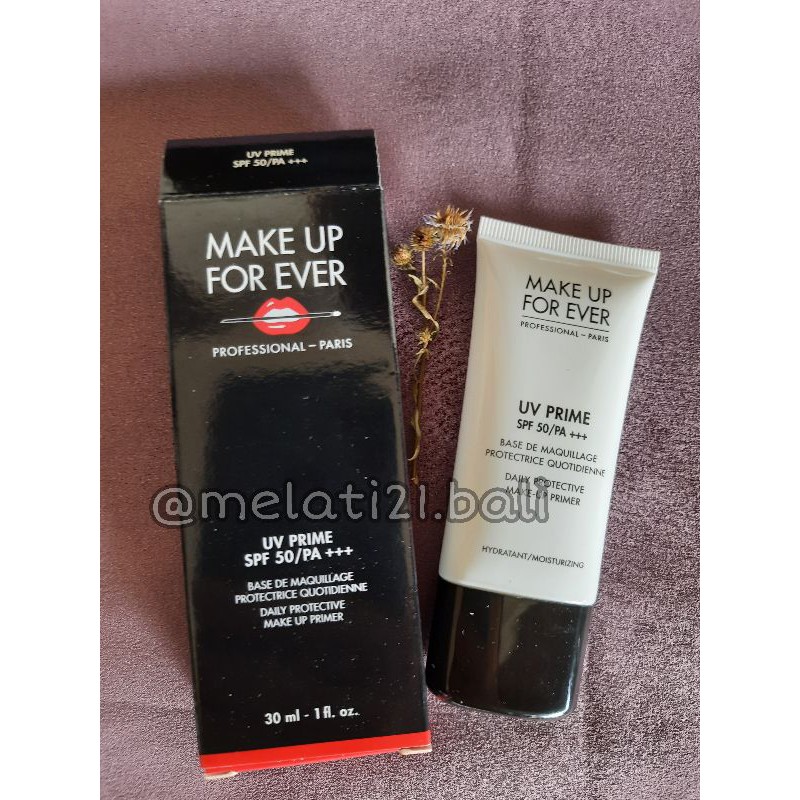 UV PRIME
SPF 50/PA +++
MAKE UP
FOR EVER
PROFESSIONAL – PARIS
UV PRIME
SPF 50/PA +++
BASE DE MAQUILLAGE
PROTECTRICE QUOTIDIENNE
DAILY PROTECTIVE
MAKE UP PRIMER
30 ml - 1 fl. oz.
MAKE UP
FOR EVER
PROFESSIONAL – PARIS
UV PRIME
SPF 50/PA +++
BASE DE MAQUILLAGE
PROTECTRICE QUOTIDIENNE
DAILY PROTECTIVE
MAKE-UP PRIMER
HYDRATANT/MOISTURIZING
@melati21.bali